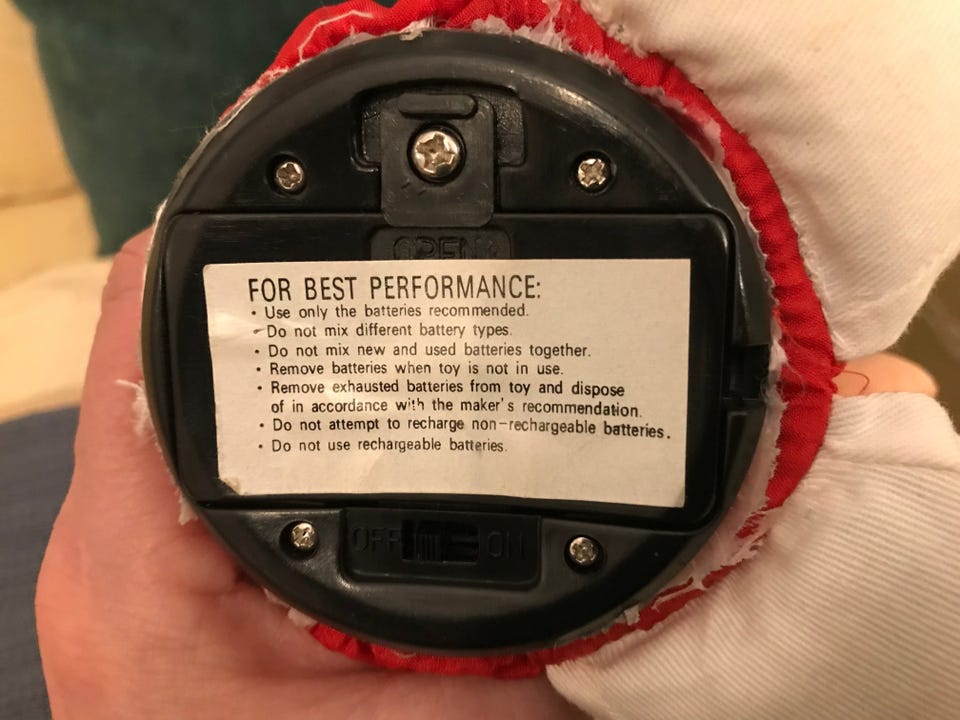 OPEN
FOR BEST PERFORMANCE:
• Use only the batteries recommended.
• Do not mix different battery types.
• Do not mix new and used batteries together.
• Remove batteries when toy is not in use.
• Remove exhausted batteries from toy and dispose
of in accordance with the maker's recommendation.
• Do not attempt to recharge non-rechargeable batteries.
• Do not use rechargeable batteries.
OFF ON